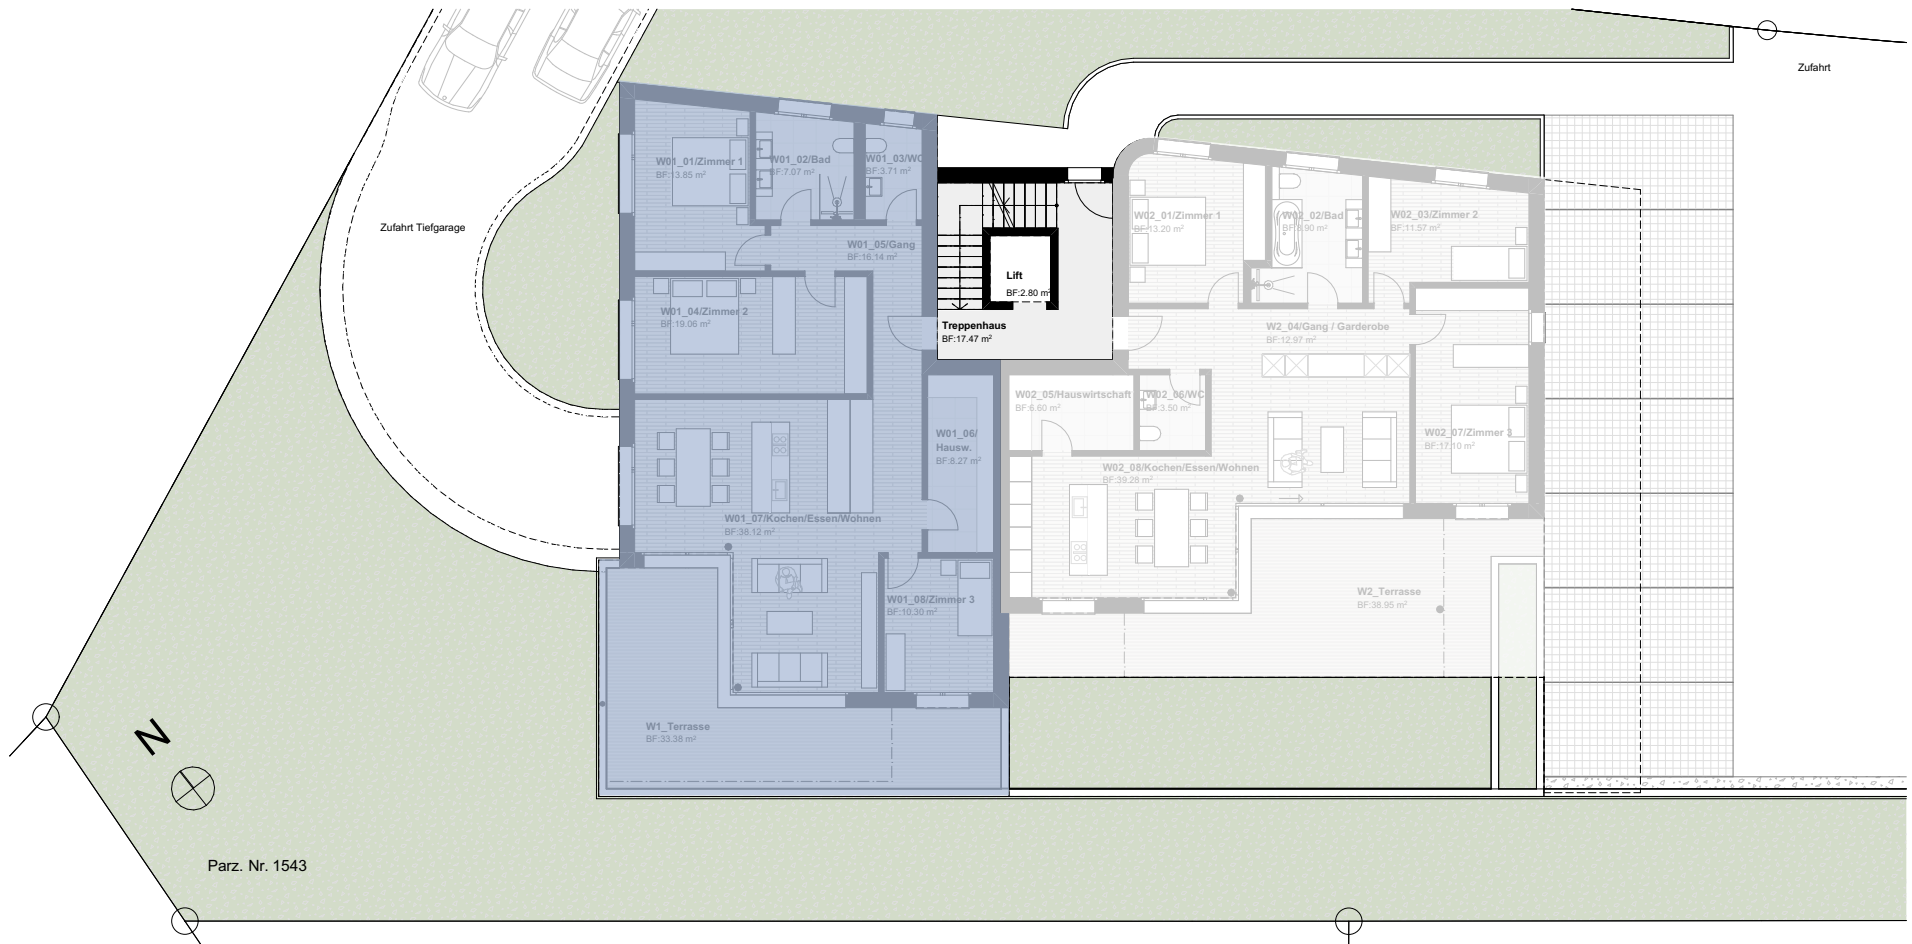 Zufahrt
Zufahrt Tiefgarage
W01_01/Zimmer 1
BF:13.85 m²
W01_02/Bad
BF:7.07 m²
W01_03/WC
BF:3.71 m²
W01_05/Gang
BF:16.14 m²
W01_04/Zimmer 2
BF:19.06 m²
Lift
BF:2.80 m²
Treppenhaus
BF:17.47 m²
W02_01/Zimmer 1
BF:13.20 m²
W02_02/Bad
W02_03/Zimmer 2
BF:11.57 m²
W2_04/Gang / Garderobe
BF:12.97 m²
W02_05/Hauswirtschaft
BF:6.60 m²
W02_06/WC
BF:3.50 m²
W02_07/Zimmer 3
BF:17.10 m²
W02_08/Kochen/Essen/Wohnen
BF:39.28 m²
W01_06/
Hausw.
BF:8.27 m²
W01_07/Kochen/Essen/Wohnen
BF:38.12 m²
W01_08/Zimmer 3
BF:10.30 m²
W2_Terrasse
BF:38.95 m²
W1_Terrasse
BF:33.38 m²
N
Parz. Nr. 1543